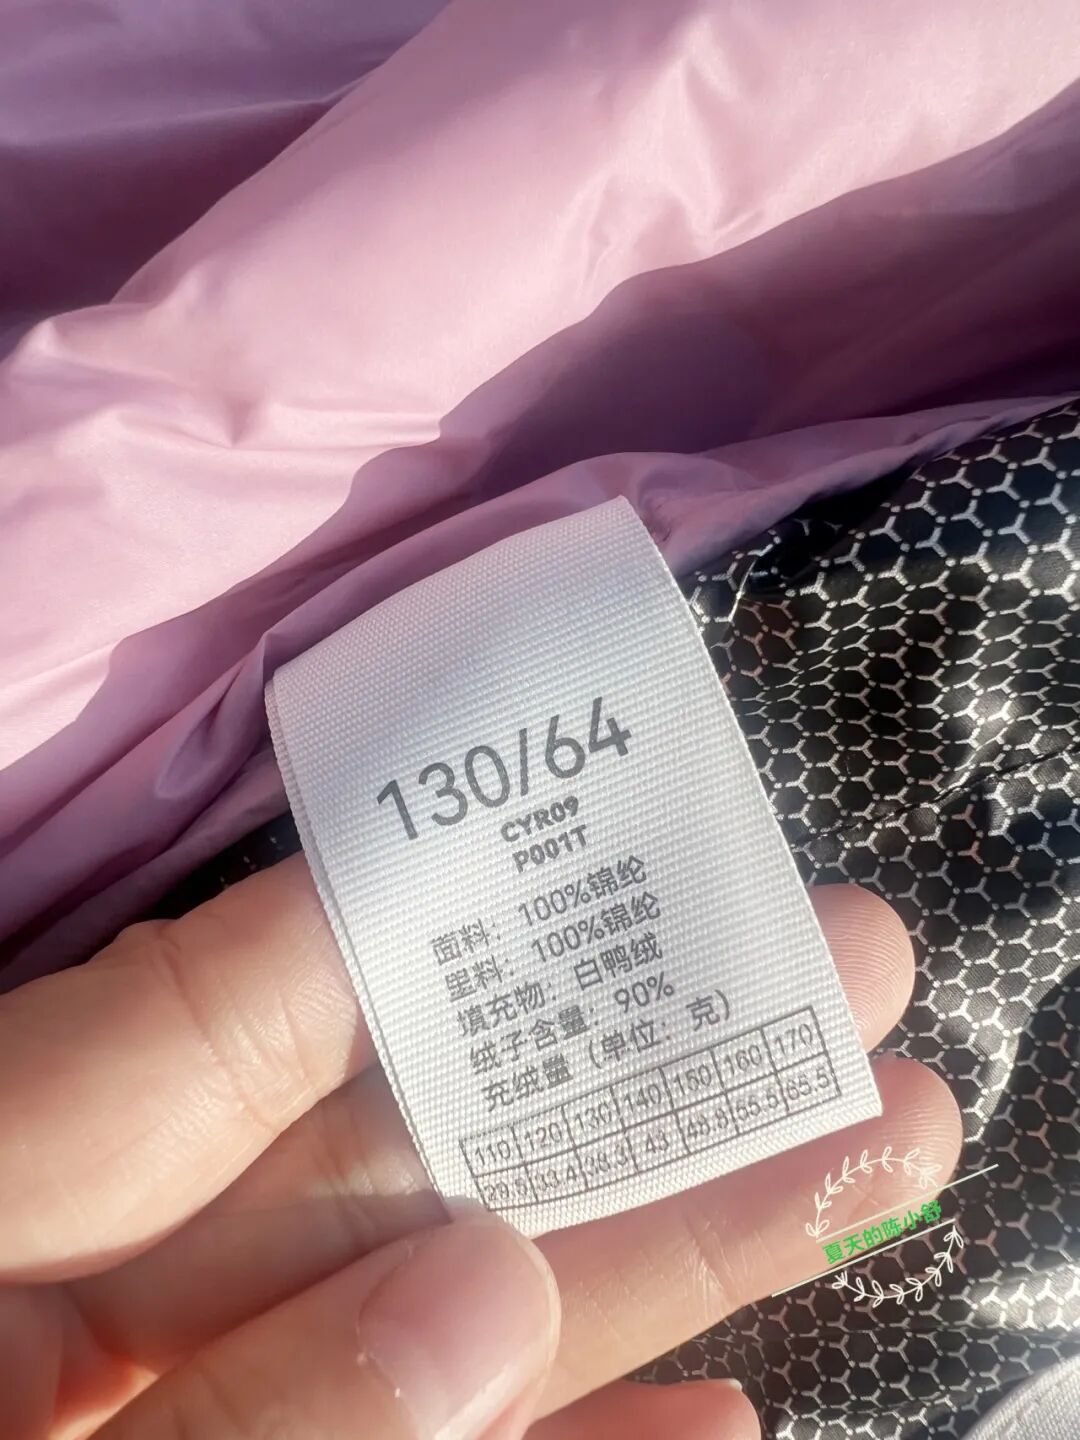 130/64
CYR09
P001T
面料：100%锦纶
里料：100%锦纶
填充物：白鸭绒
绒子含量：90%
充绒量（单位：克）
110 120 130 140 150 160 170
28.5 33.4 38.3 43 48.8 55.5 65.5
夏天的陈小舒